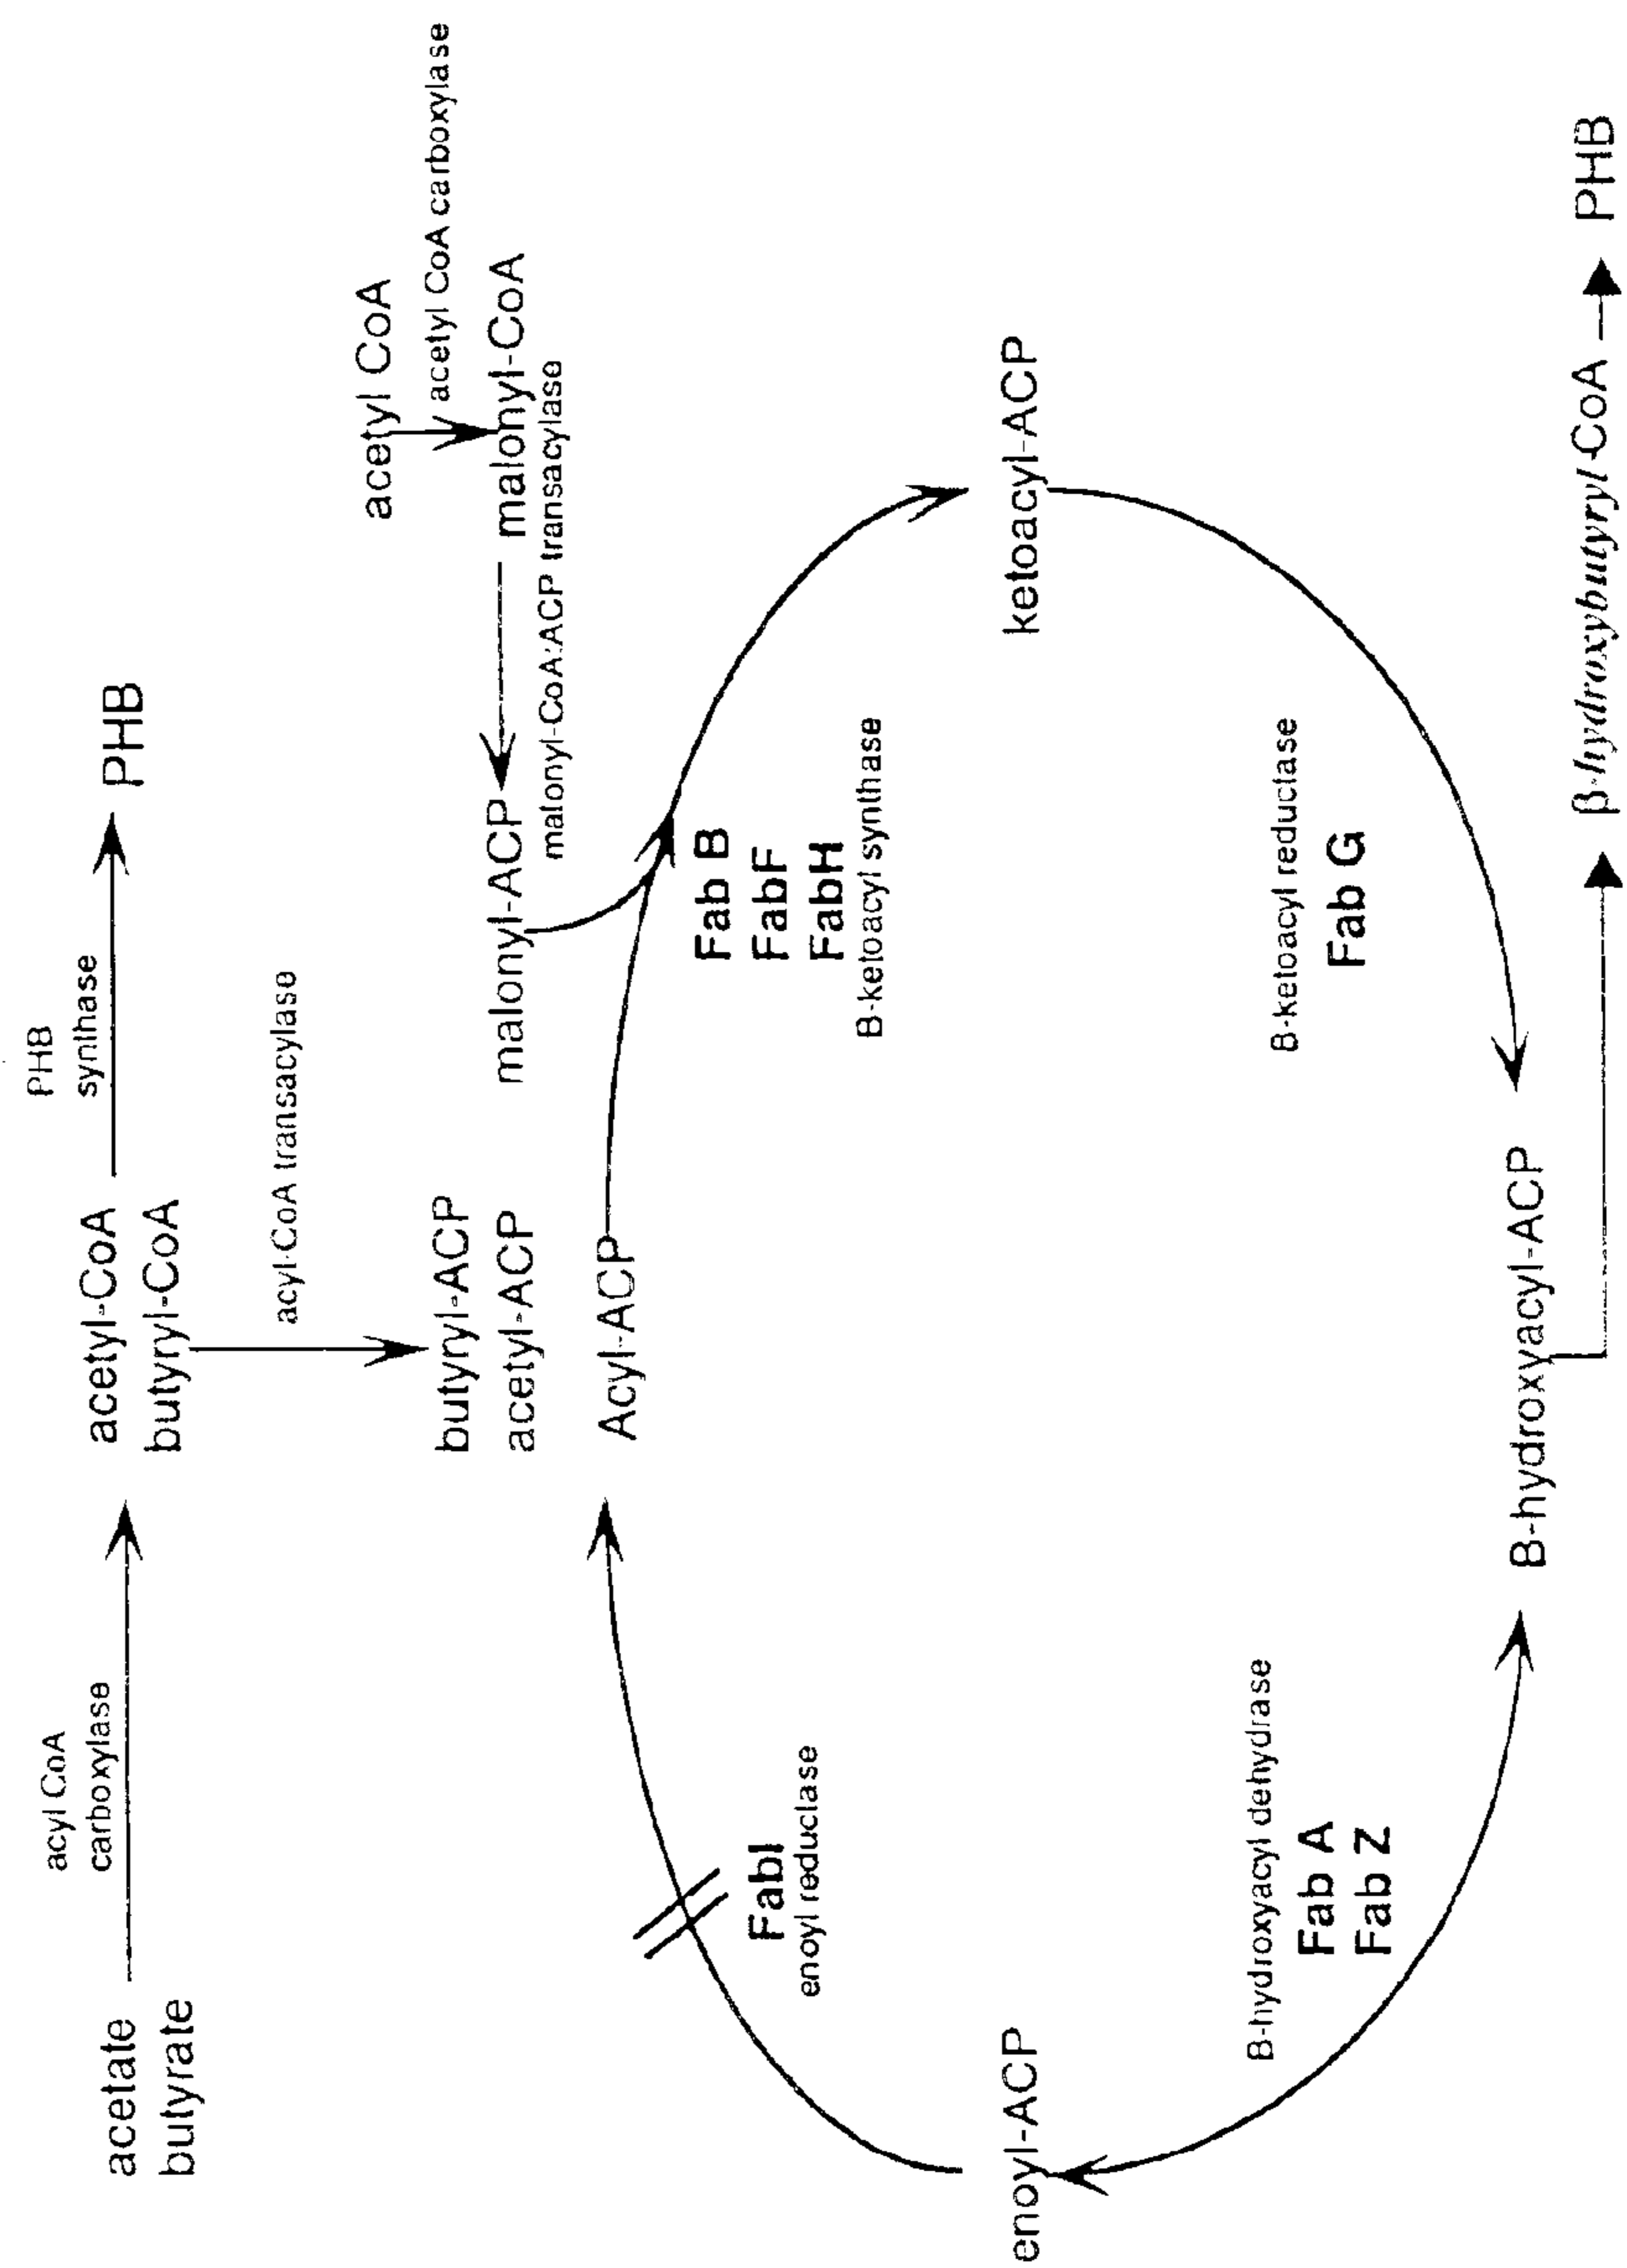 acetate
butyrate
acyl CoA
carboxylase
acetyl-CoA
butyryl-CoA
PHB
synthase
PHB
acyl-CoA transacylase
butyryl-ACP
acetyl-ACP
Acyl-ACP
acetyl CoA
acetyl CoA carboxylase
malonyl-CoA
malonyl-CoA:ACP transacylase
malonyl-ACP
Fab B
FabF
FabH
B-ketoacyl synthase
ketoacyl-ACP
B-ketoacyl reductase
Fab G
B-hydroxyacyl-ACP
β-hydroxybutyryl-CoA
PHB
B-hydroxyacyl dehydrase
Fab A
Fab Z
enoyl-ACP
FabI
enoyl reductase